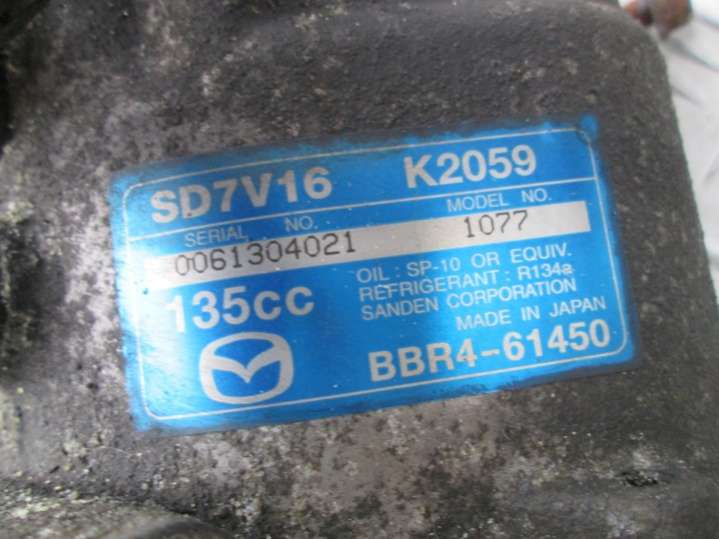 SD7V16 K2059
SERIAL NO. MODEL NO.
0061304021 1077
135cc OIL : SP-10 OR EQUIV.
REFRIGERANT : R134a
SANDEN CORPORATION
MADE IN JAPAN
BBR4-61450